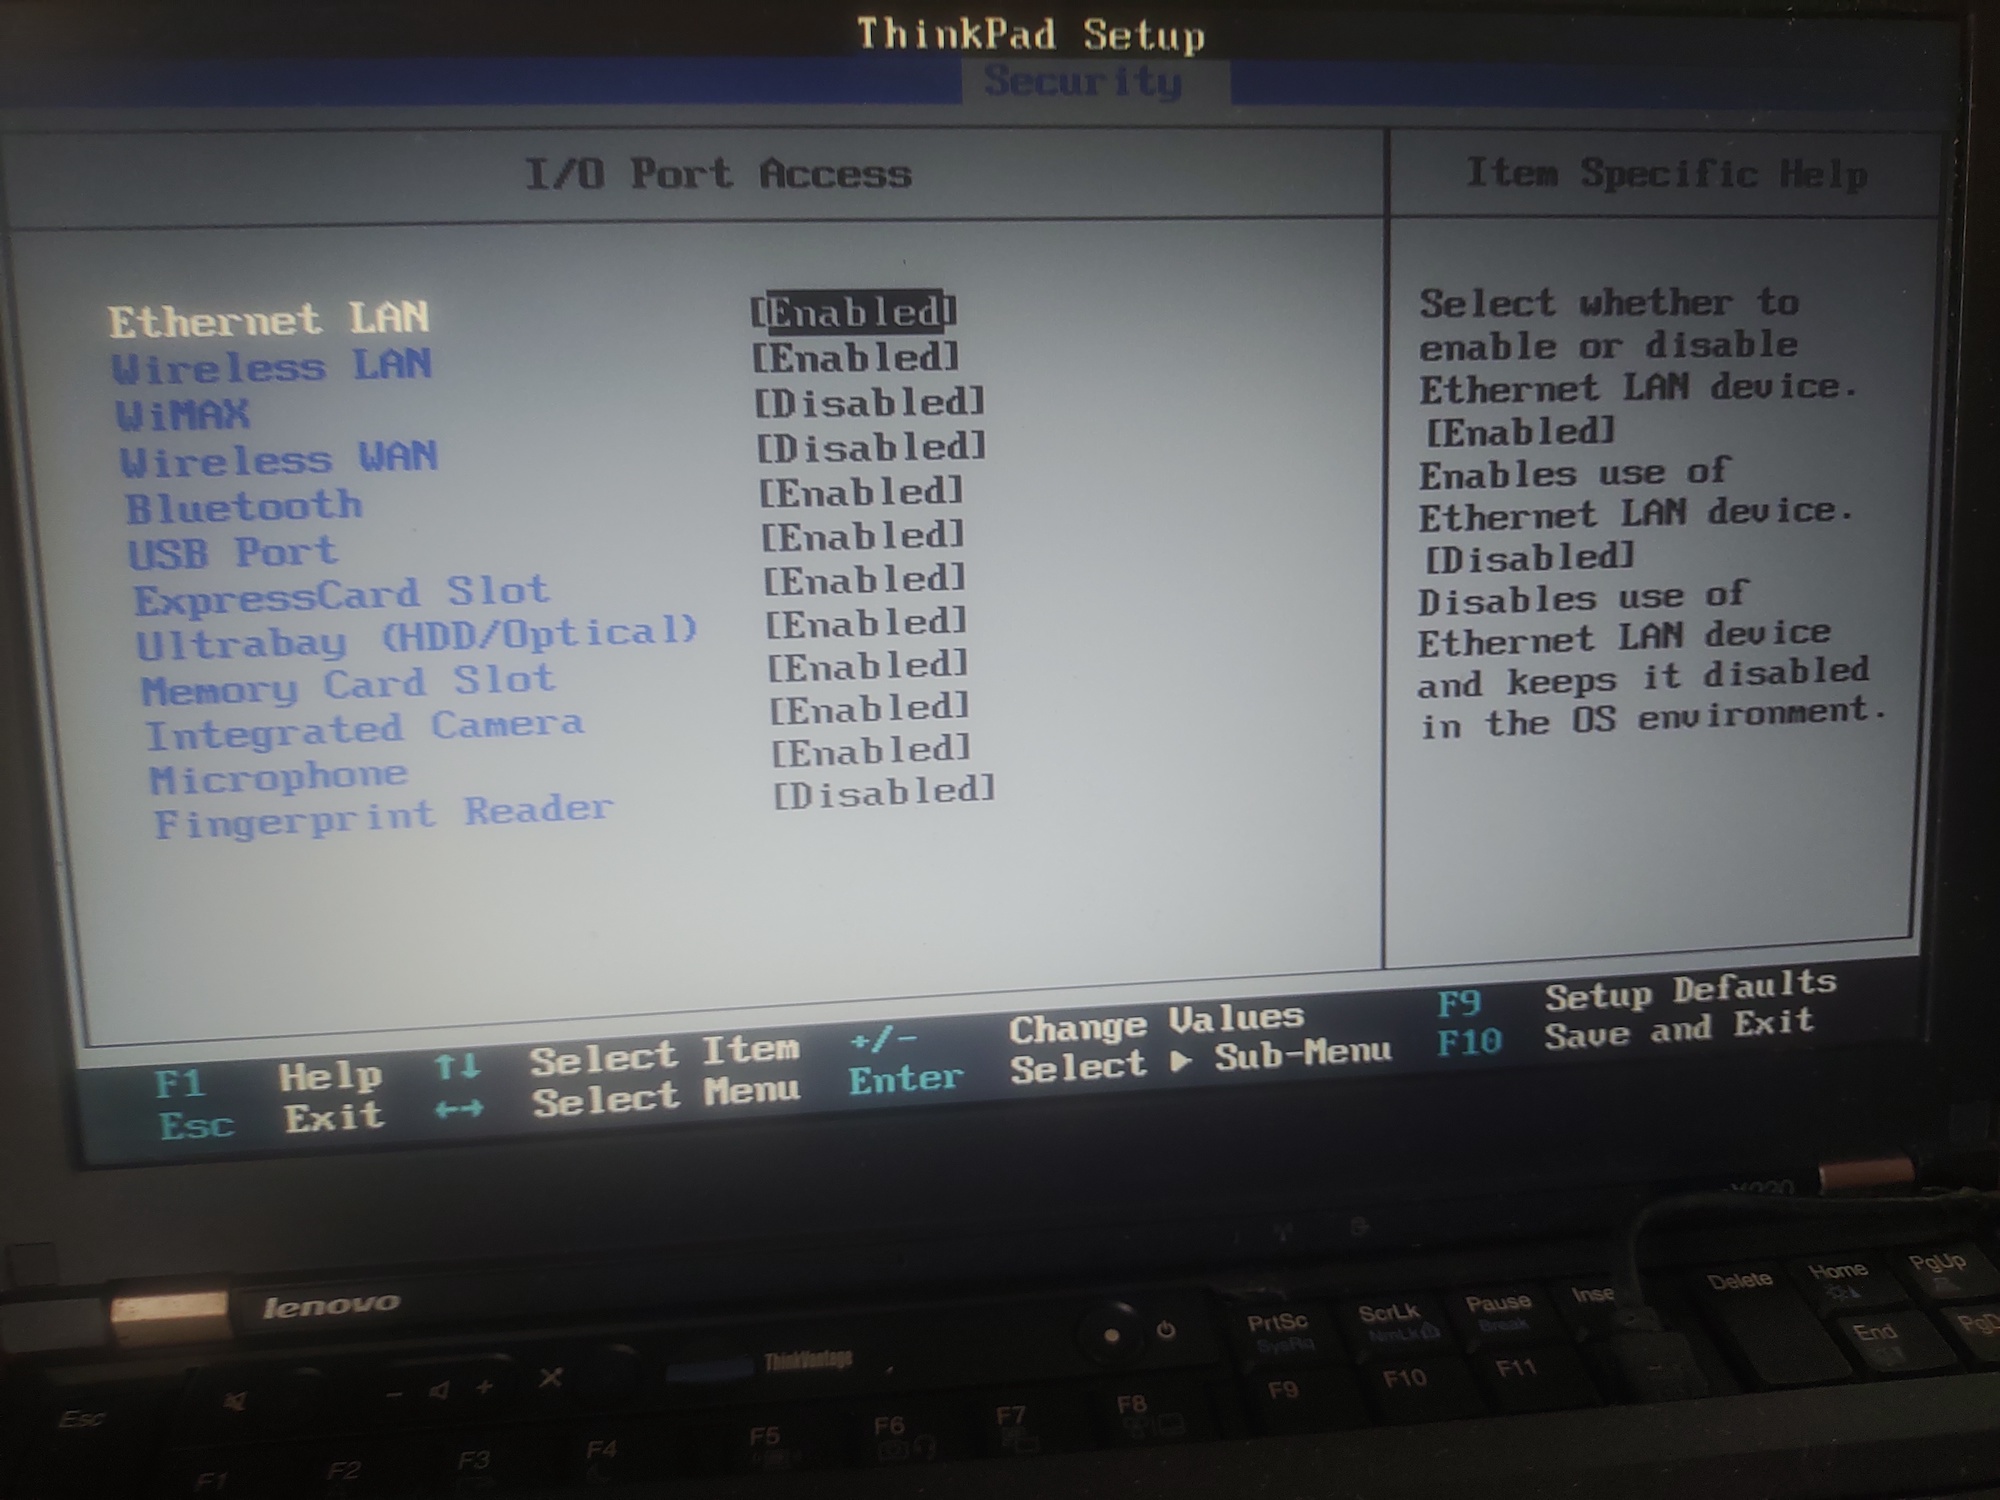 ThinkPad Setup
Security
I/O Port Access
Item Specific Help
Ethernet LAN [Enabled]
Wireless LAN [Enabled]
WiMAX [Disabled]
Wireless WAN [Disabled]
Bluetooth [Enabled]
USB Port [Enabled]
ExpressCard Slot [Enabled]
Ultrabay (HDD/Optical) [Enabled]
Memory Card Slot [Enabled]
Integrated Camera [Enabled]
Microphone [Enabled]
Fingerprint Reader [Disabled]
Select whether to
enable or disable
Ethernet LAN device.
[Enabled]
Enables use of
Ethernet LAN device.
[Disabled]
Disables use of
Ethernet LAN device
and keeps it disabled
in the OS environment.
F1 Help ↑↓ Select Item +/- Change Values F9 Setup Defaults
Esc Exit ←→ Select Menu Enter Select ▶ Sub-Menu F10 Save and Exit
lenovo
ThinkVantage
PrtSc
SysRq
ScrLk
NmLk
Pause
Break
Inse
Delete
Home
PgUp
End
Esc
F1
F2
F3
F4
F5
F6
F7
F8
F9
F10
F11